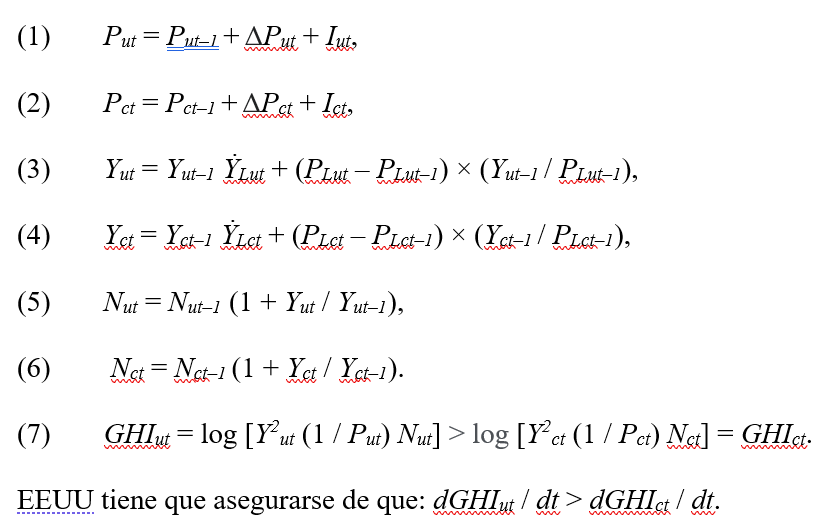 (1) Put = Put–1 + ΔPut + Iut,
(2) Pct = Pct–1 + ΔPct + Ict,
(3) Yut = Yut–1 ẎLut + (PLut – PLut–1) × (Yut–1 / PLut–1),
(4) Yct = Yct–1 ẎLct + (PLct – PLct–1) × (Yct–1 / PLct–1),
(5) Nut = Nut–1 (1 + Yut / Yut–1),
(6) Nct = Nct–1 (1 + Yct / Yct–1).
(7) GHIut = log [Y²ut (1 / Put) Nut] > log [Y²ct (1 / Pct) Nct] = GHIct.
EEUU tiene que asegurarse de que: dGHIut / dt > dGHIct / dt.